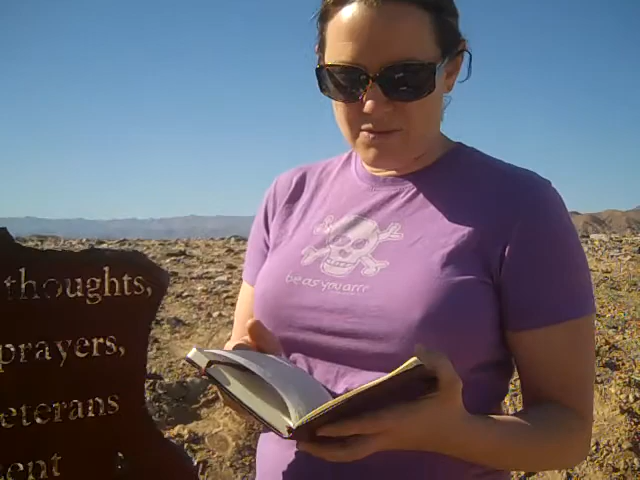 thoughts,
prayers,
eterans
ent
be as you arrr